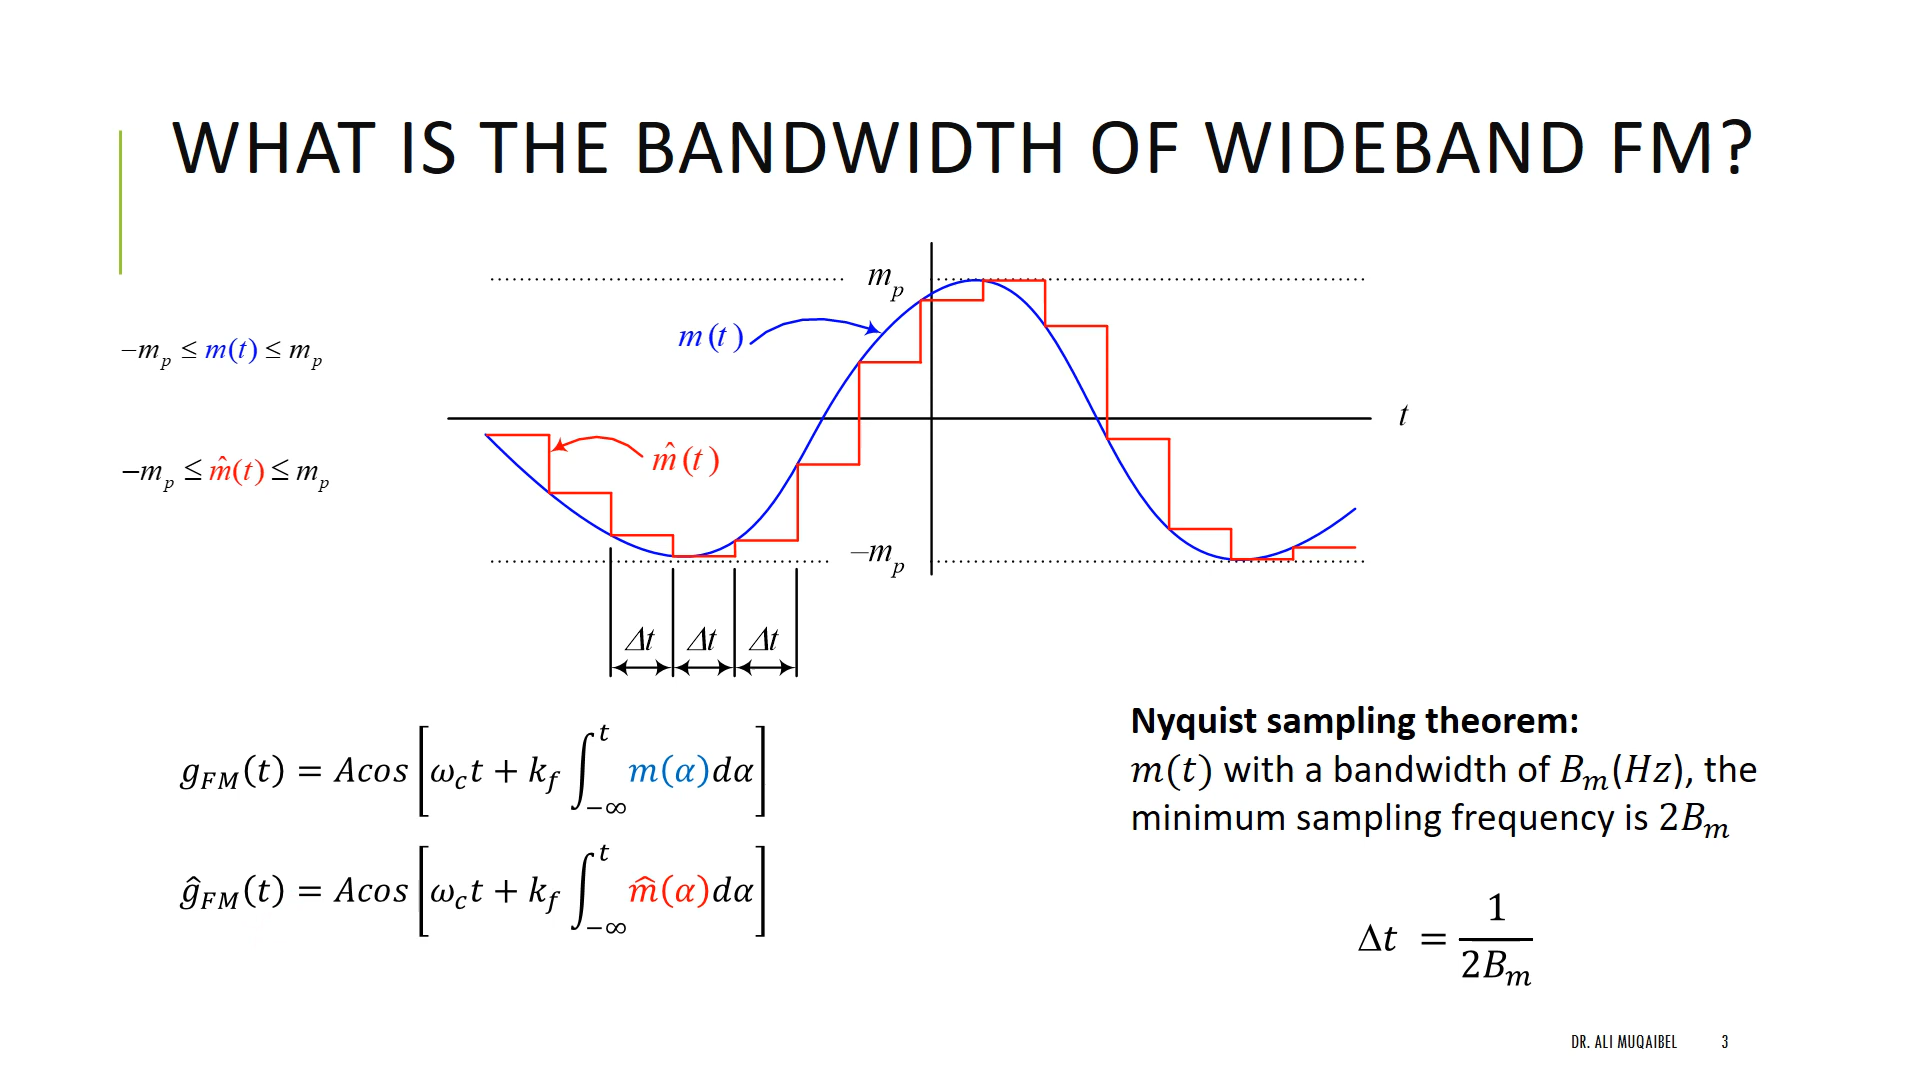 WHAT IS THE BANDWIDTH OF WIDEBAND FM?
m_p
m(t)
−m_p ≤ m(t) ≤ m_p
t
m̂(t)
−m_p ≤ m̂(t) ≤ m_p
−m_p
Δt Δt Δt
g_FM(t) = Acos[ω_c t + k_f ∫_{−∞}^{t} m(α)dα]
ĝ_FM(t) = Acos[ω_c t + k_f ∫_{−∞}^{t} m̂(α)dα]
Nyquist sampling theorem:
m(t) with a bandwidth of B_m(Hz), the
minimum sampling frequency is 2B_m
Δt = 1/2B_m
DR. ALI MUQAIBEL 3